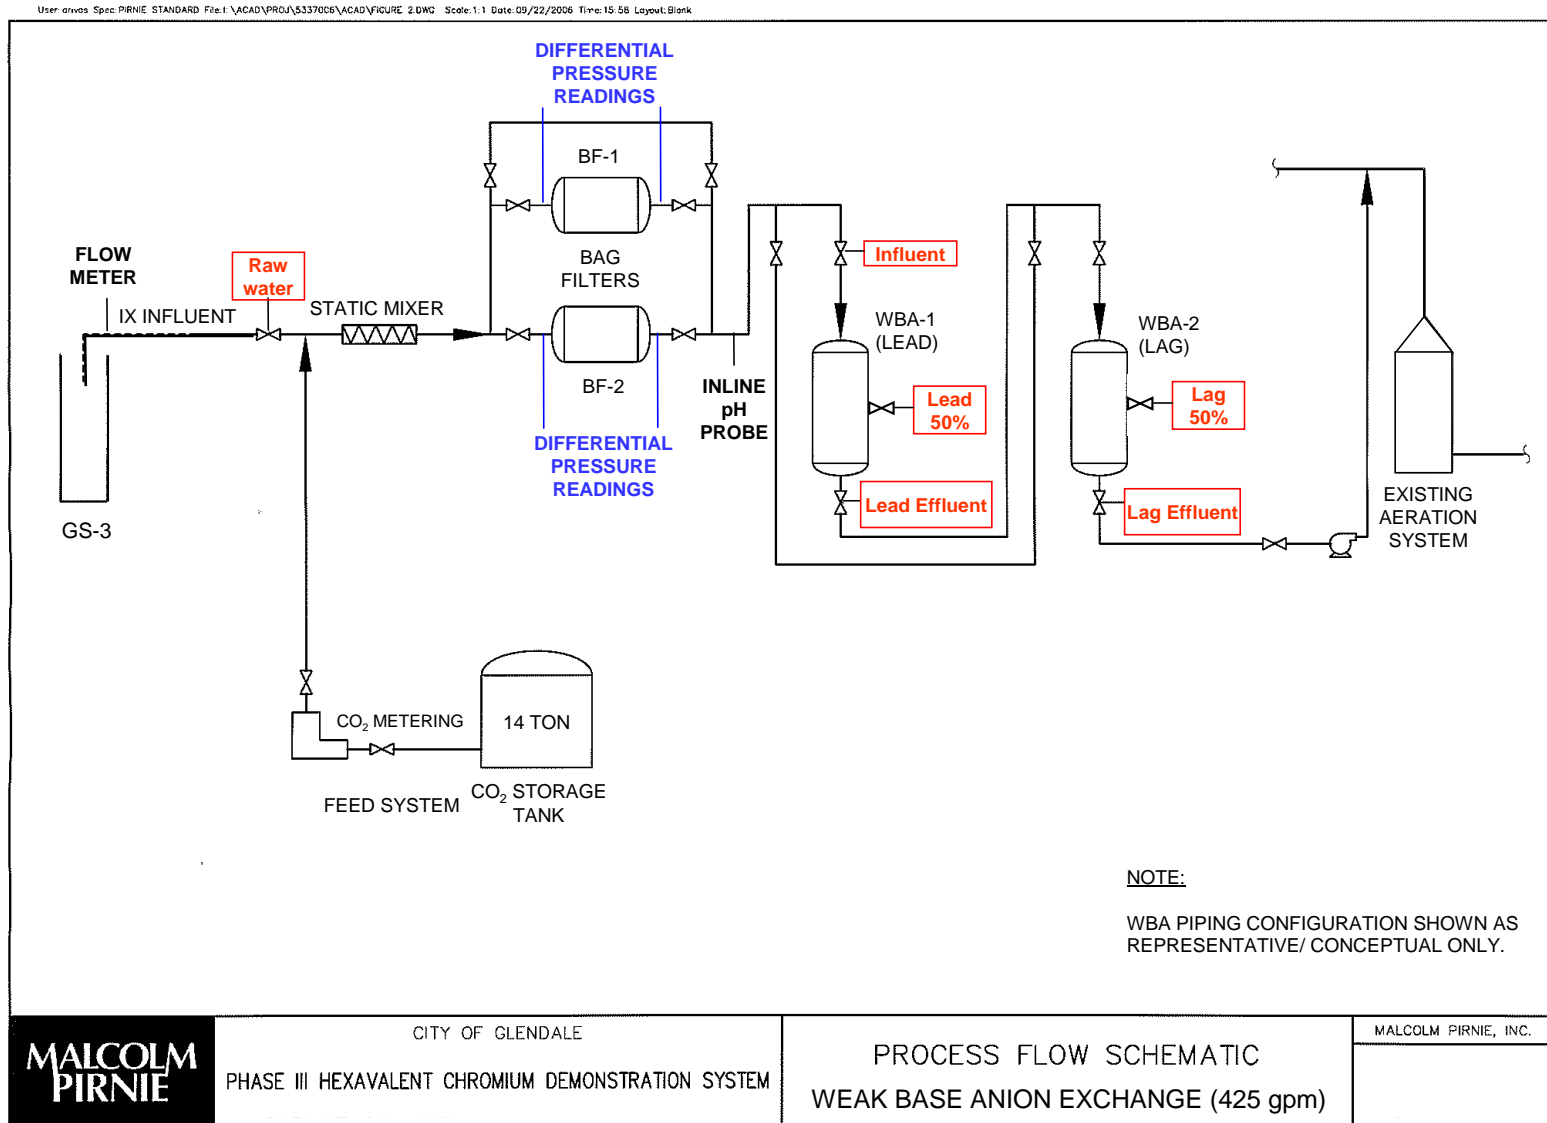 User: arivas Spec: PIRNIE STANDARD File: I:\ACAD\PROJ\5337006\ACAD\FIGURE 2.DWG Scale: 1:1 Date: 09/22/2006 Time: 15:58 Layout: Blank
DIFFERENTIAL
PRESSURE
READINGS
BF-1
BAG
FILTERS
FLOW
METER
Raw
water
IX INFLUENT
STATIC MIXER
Influent
WBA-1
(LEAD)
WBA-2
(LAG)
BF-2
INLINE
pH
PROBE
Lead
50%
Lag
50%
DIFFERENTIAL
PRESSURE
READINGS
Lead Effluent
Lag Effluent
EXISTING
AERATION
SYSTEM
GS-3
CO2 METERING
14 TON
FEED SYSTEM
CO2 STORAGE
TANK
NOTE:
WBA PIPING CONFIGURATION SHOWN AS
REPRESENTATIVE/ CONCEPTUAL ONLY.
MALCOLM
PIRNIE
CITY OF GLENDALE
PHASE III HEXAVALENT CHROMIUM DEMONSTRATION SYSTEM
PROCESS FLOW SCHEMATIC
WEAK BASE ANION EXCHANGE (425 gpm)
MALCOLM PIRNIE, INC.